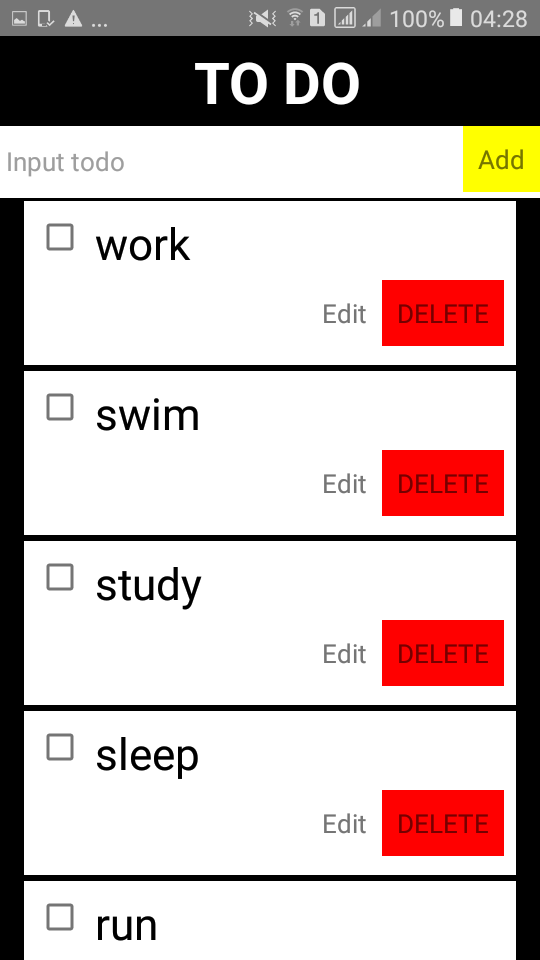 ... 1 100% 04:28
TO DO
Input todo Add
work
Edit DELETE
swim
Edit DELETE
study
Edit DELETE
sleep
Edit DELETE
run